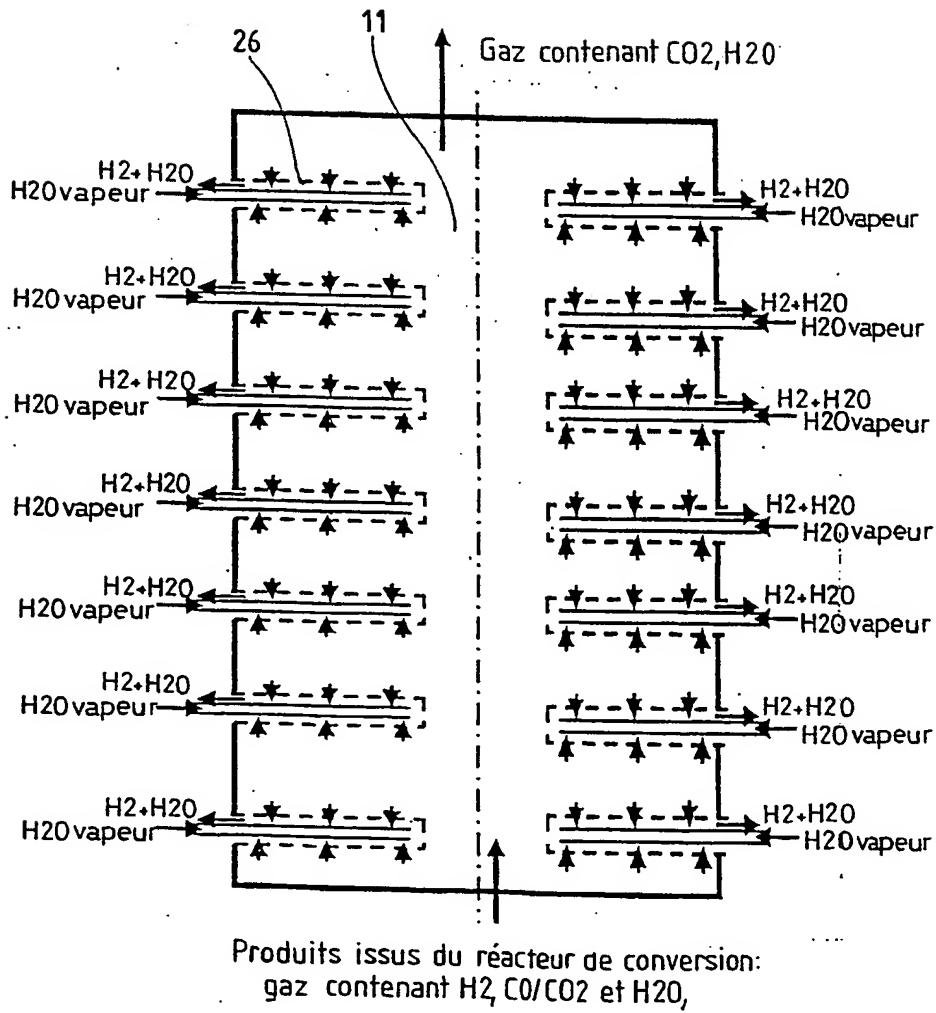 11
26
Gaz contenant CO2,H2O
H2+H2O
H2O vapeur
H2+H2O
H2O vapeur
H2+H2O
H2O vapeur
H2+H2O
H2O vapeur
H2+H2O
H2O vapeur
H2+H2O
H2O vapeur
H2+H2O
H2O vapeur
H2+H2O
H2O vapeur
H2+H2O
H2O vapeur
H2+H2O
H2O vapeur
H2+H2O
H2O vapeur
H2+H2O
H2O vapeur
H2+H2O
H2O vapeur
H2+H2O
H2O vapeur
Produits issus du réacteur de conversion:
gaz contenant H2, CO/CO2 et H2O,